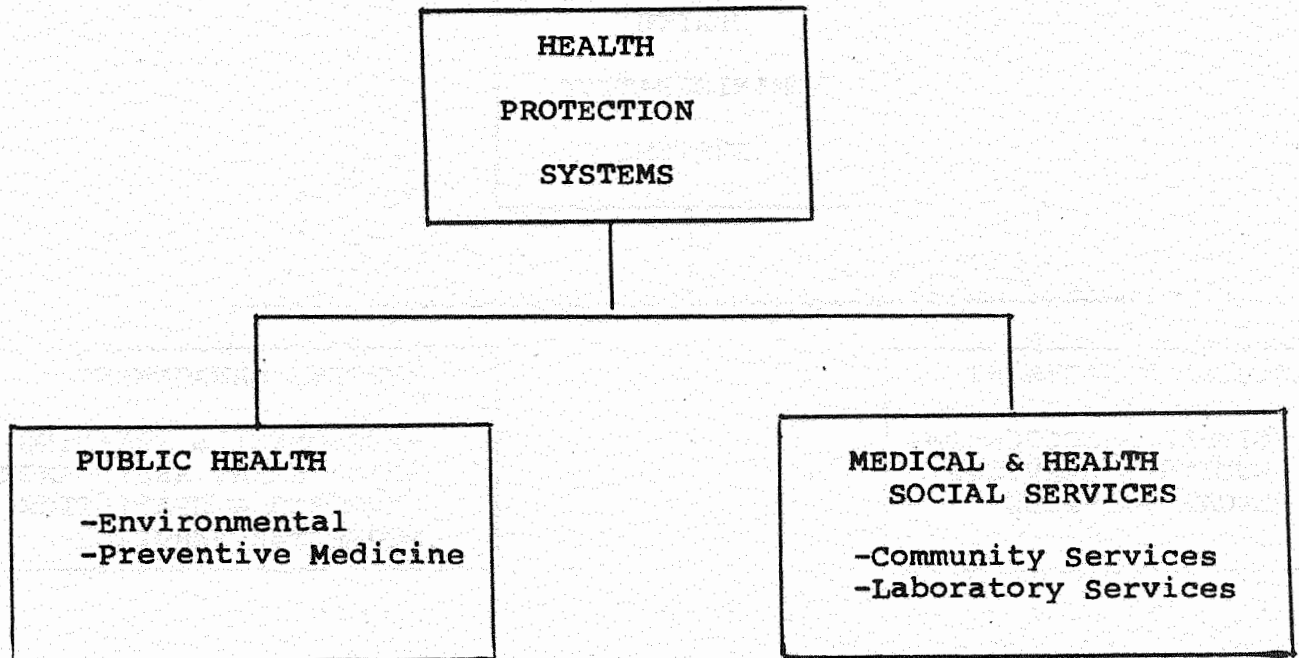 HEALTH
PROTECTION
SYSTEMS
PUBLIC HEALTH
-Environmental
-Preventive Medicine
MEDICAL & HEALTH
SOCIAL SERVICES
-Community Services
-Laboratory Services